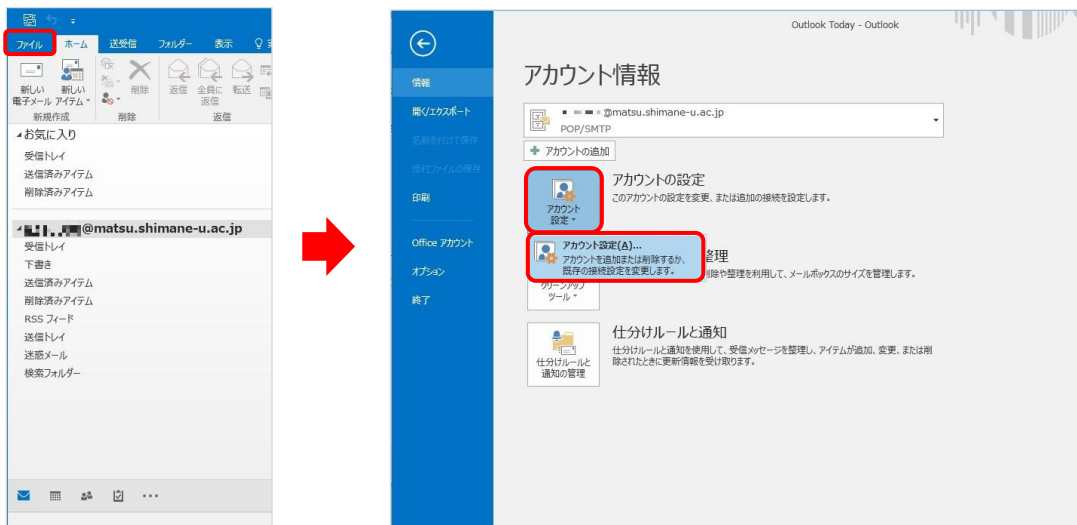 ファイル ホーム 送受信 フォルダー 表示
新しい 新しい 削除 返信 全員に 転送
電子メール アイテム 返信
新規作成 削除 返信
お気に入り
受信トレイ
送信済みアイテム
削除済みアイテム
@matsu.shimane-u.ac.jp
受信トレイ
下書き
送信済みアイテム
削除済みアイテム
RSS フィード
送信トレイ
迷惑メール
検索フォルダー
Outlook Today - Outlook
情報
開く/エクスポート
名前を付けて保存
添付ファイルの保存
印刷
Office アカウント
オプション
終了
アカウント情報
@matsu.shimane-u.ac.jp
POP/SMTP
アカウントの追加
アカウント
設定
アカウントの設定
このアカウントの設定を変更、または追加の接続を設定します。
アカウント設定(A)...
アカウントを追加または削除するか、
既存の接続設定を変更します。
整理
削除や整理を利用して、メールボックスのサイズを管理します。
クリーンアップ
ツール
仕分けルールと
通知の管理
仕分けルールと通知
仕分けルールと通知を使用して、受信メッセージを整理し、アイテムが追加、変更、または削
除されたときに更新情報を受け取ります。